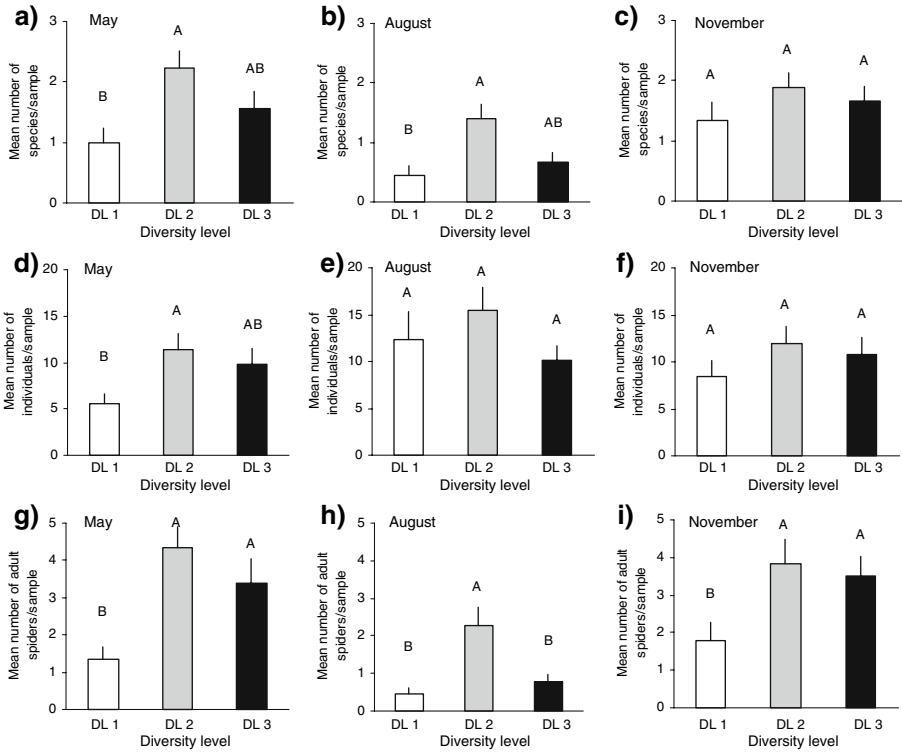 a) May
Mean number of
species/sample
3
2
1
0
B
A
AB
DL 1 DL 2 DL 3
Diversity level
b) August
Mean number of
species/sample
3
2
1
0
B
A
AB
DL 1 DL 2 DL 3
Diversity level
c) November
Mean number of
species/sample
3
2
1
0
A
A
A
DL 1 DL 2 DL 3
Diversity level
d) May
Mean number of
individuals/sample
20
15
10
5
0
B
A
AB
DL 1 DL 2 DL 3
Diversity level
e) August
Mean number of
individuals/sample
20
15
10
5
0
A
A
A
DL 1 DL 2 DL 3
Diversity level
f) November
Mean number of
individuals/sample
20
15
10
5
0
A
A
A
DL 1 DL 2 DL 3
Diversity level
g) May
Mean number of adult
spiders/sample
5
4
3
2
1
0
B
A
A
DL 1 DL 2 DL 3
Diversity level
h) August
Mean number of adult
spiders/sample
5
4
3
2
1
0
B
A
B
DL 1 DL 2 DL 3
Diversity level
i) November
Mean number of adult
spiders/sample
5
4
3
2
1
0
B
A
A
DL 1 DL 2 DL 3
Diversity level